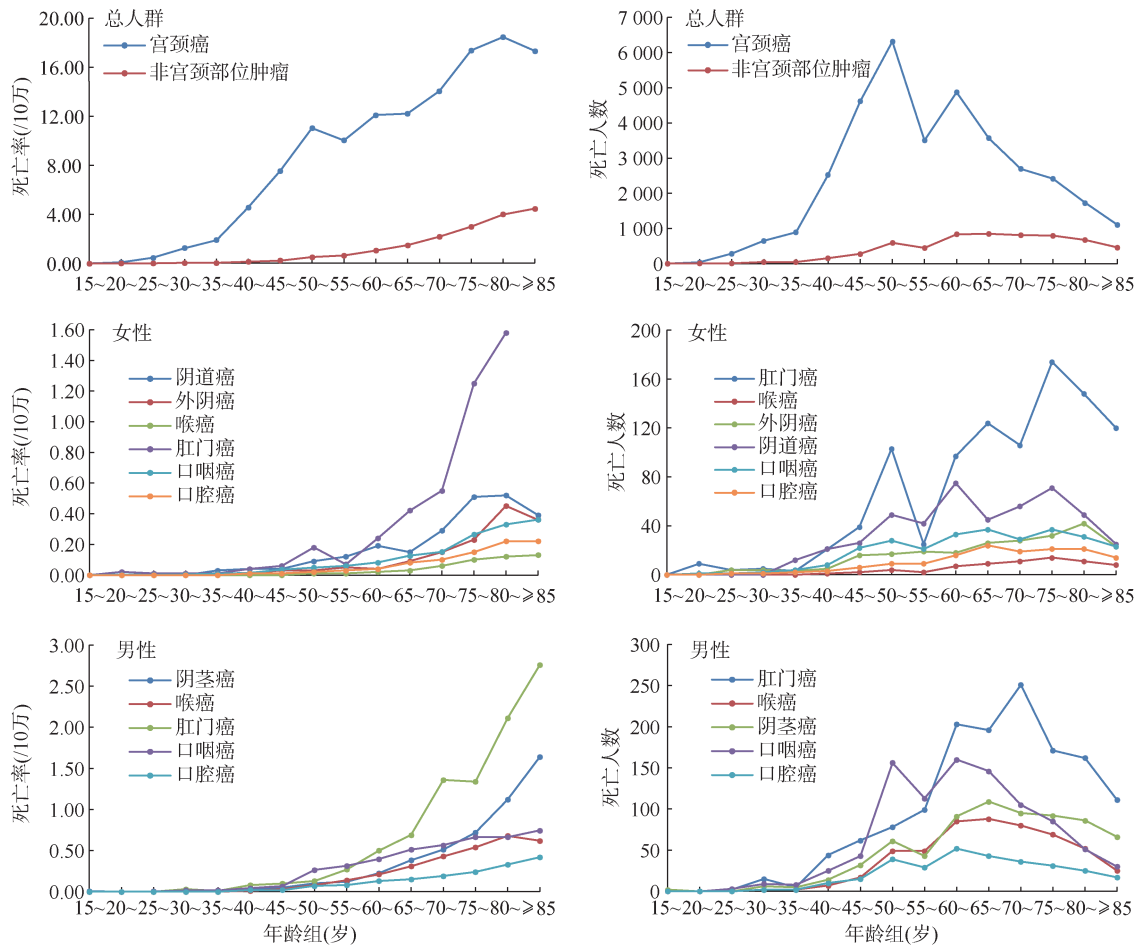 总人群
宫颈癌
非宫颈部位肿瘤
死亡率(/10万)
20.00
16.00
12.00
8.00
4.00
0.00
15~20~25~30~35~40~45~50~55~60~65~70~75~80~≥85
总人群
宫颈癌
非宫颈部位肿瘤
死亡人数
7 000
6 000
5 000
4 000
3 000
2 000
1 000
0
15~20~25~30~35~40~45~50~55~60~65~70~75~80~≥85
女性
阴道癌
外阴癌
喉癌
肛门癌
口咽癌
口腔癌
死亡率(/10万)
1.60
1.40
1.20
1.00
0.80
0.60
0.40
0.20
0.00
15~20~25~30~35~40~45~50~55~60~65~70~75~80~≥85
女性
肛门癌
喉癌
外阴癌
阴道癌
口咽癌
口腔癌
死亡人数
200
160
120
80
40
0
15~20~25~30~35~40~45~50~55~60~65~70~75~80~≥85
男性
阴茎癌
喉癌
肛门癌
口咽癌
口腔癌
死亡率(/10万)
3.00
2.50
2.00
1.50
1.00
0.50
0.00
15~20~25~30~35~40~45~50~55~60~65~70~75~80~≥85
年龄组(岁)
男性
肛门癌
喉癌
阴茎癌
口咽癌
口腔癌
死亡人数
300
250
200
150
100
50
0
15~20~25~30~35~40~45~50~55~60~65~70~75~80~≥85
年龄组(岁)